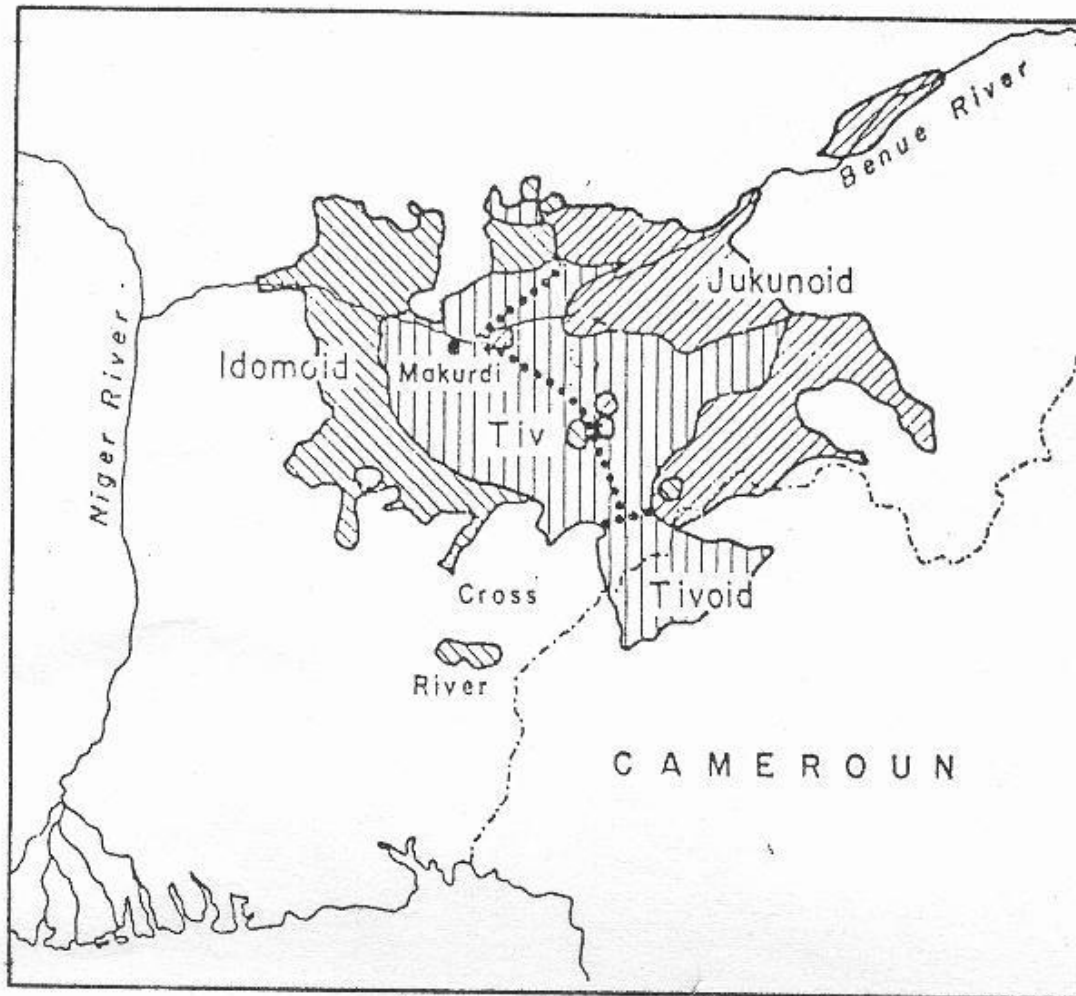 Benue River
Jukunoid
Niger River
Idomoid
Makurdi
Tiv
Cross
Tivoid
River
CAMEROUN